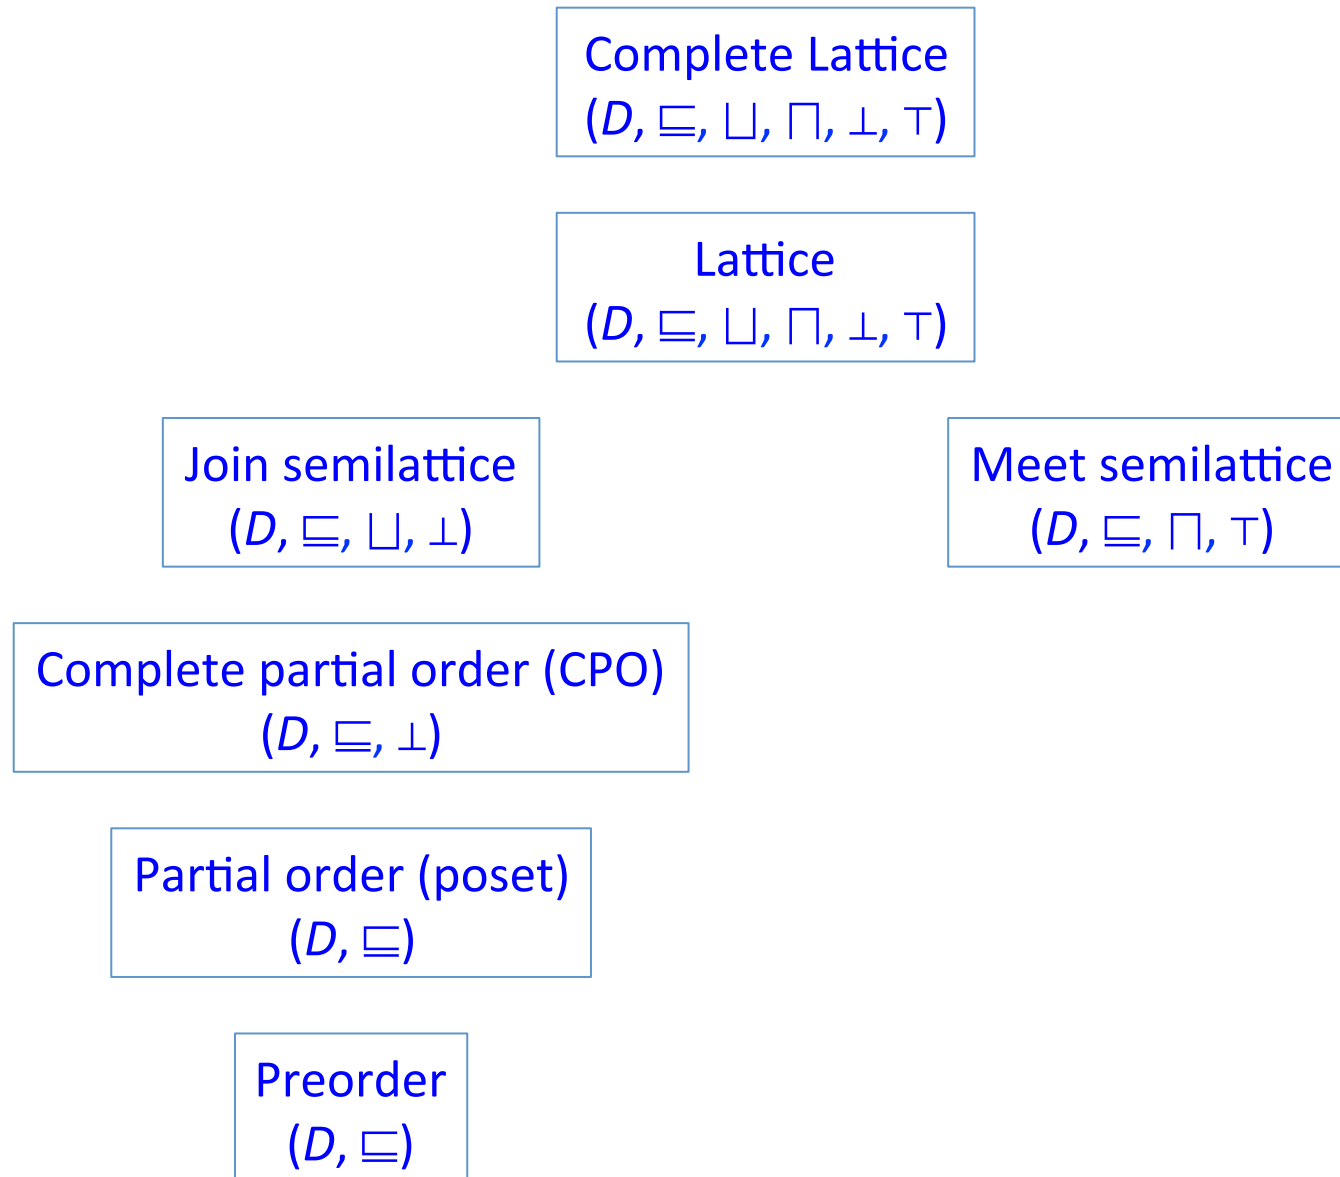 Complete Lattice
(D, ⊑, ⨆, ⨅, ⊥, ⊤)
Lattice
(D, ⊑, ⨆, ⨅, ⊥, ⊤)
Join semilattice
(D, ⊑, ⨆, ⊥)
Meet semilattice
(D, ⊑, ⨅, ⊤)
Complete partial order (CPO)
(D, ⊑, ⊥)
Partial order (poset)
(D, ⊑)
Preorder
(D, ⊑)